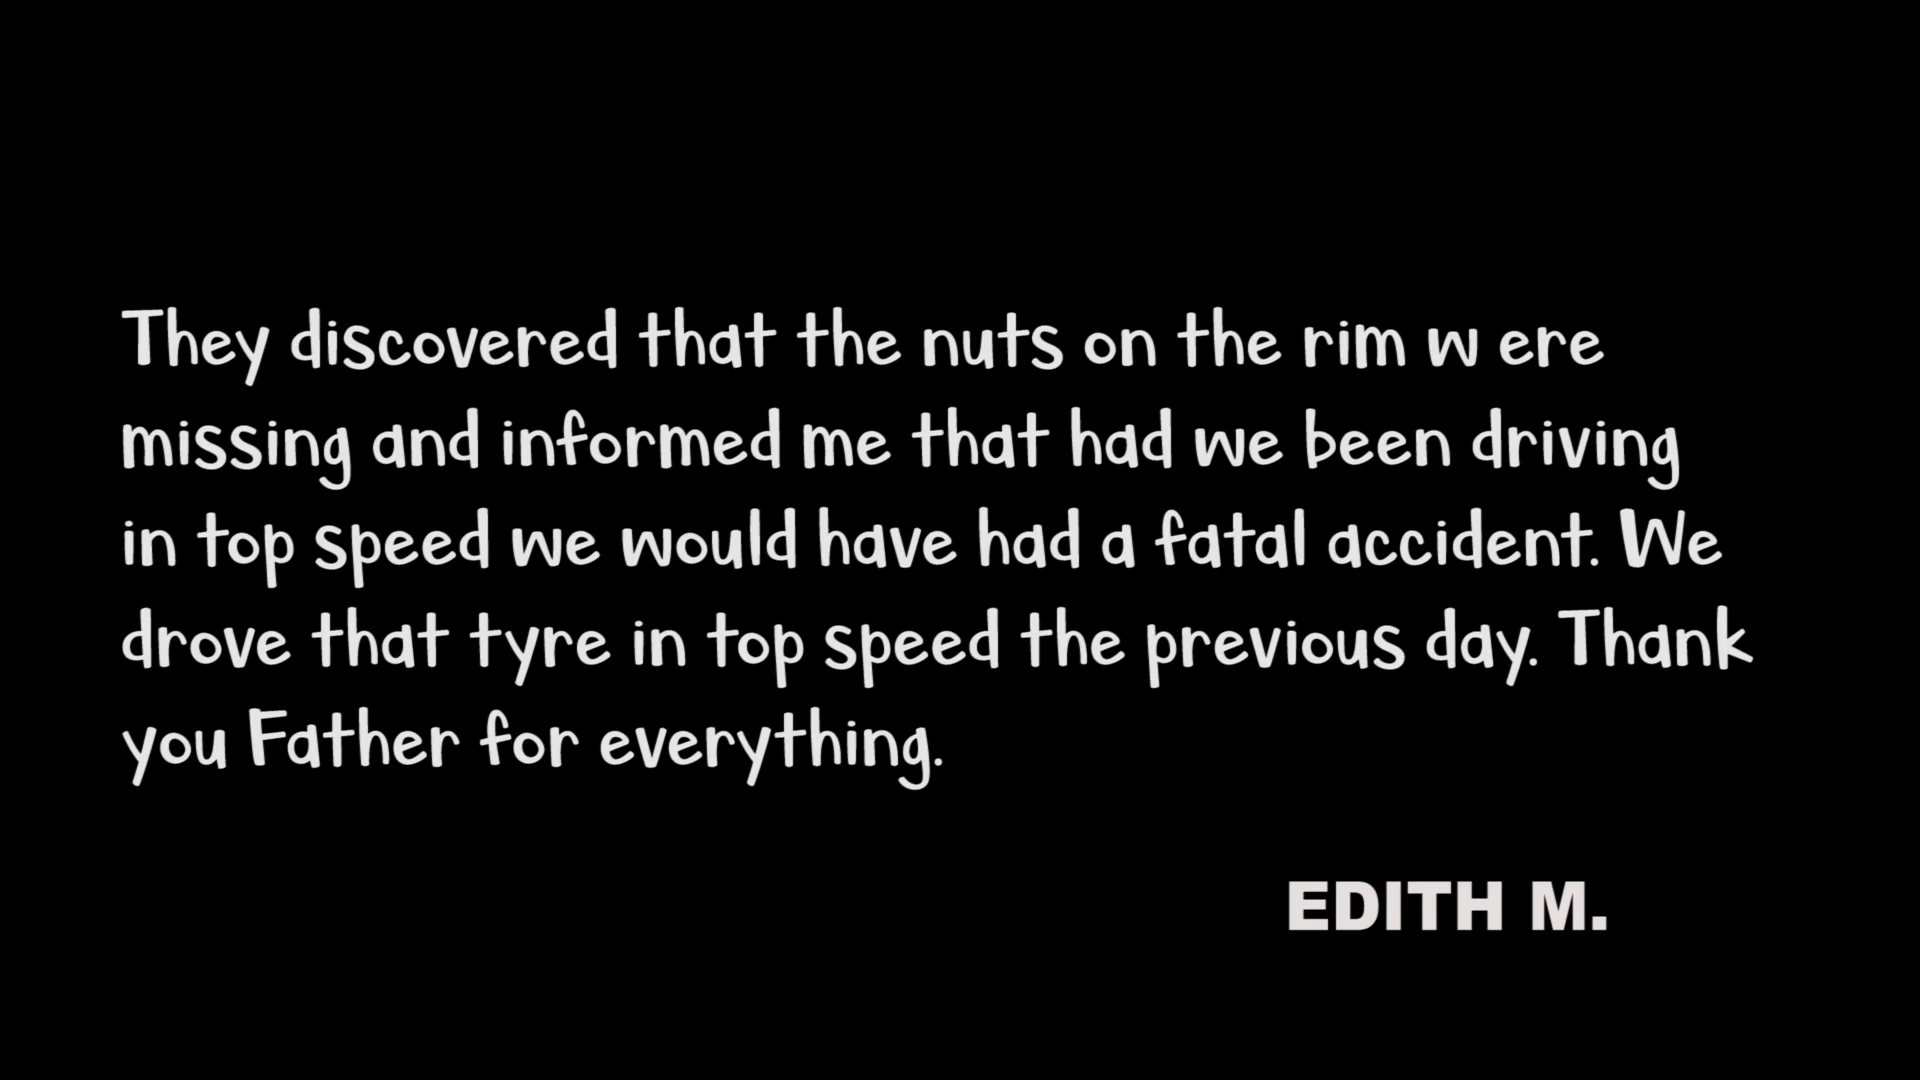 They discovered that the nuts on the rim w ere
missing and informed me that had we been driving
in top speed we would have had a fatal accident. We
drove that tyre in top speed the previous day. Thank
you Father for everything.
EDITH M.